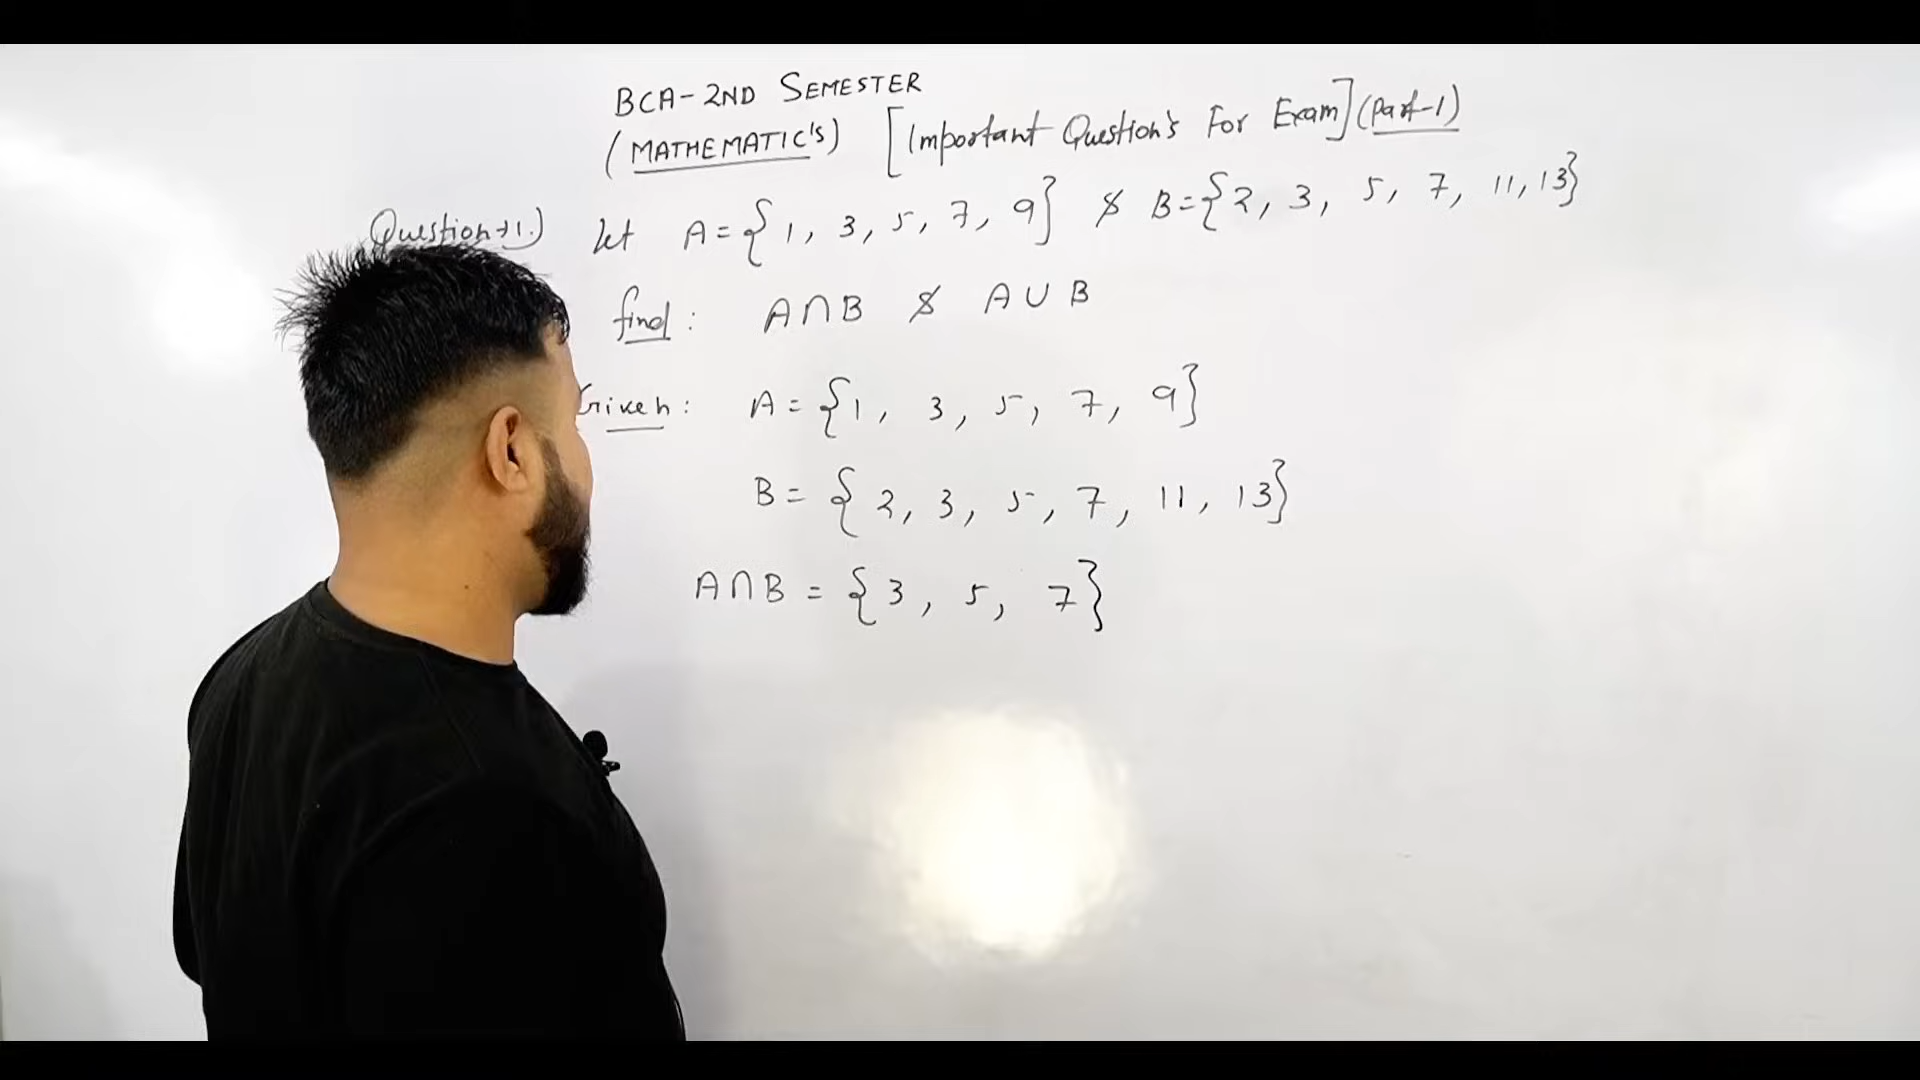 BCA-2ND SEMESTER
(MATHEMATIC'S) [Important Question's For Exam] (Part-1)
Question→1.) Let A={1, 3, 5, 7, 9} & B={2, 3, 5, 7, 11, 13}
find: A∩B & A∪B
Given: A={1, 3, 5, 7, 9}
B={2, 3, 5, 7, 11, 13}
A∩B = {3, 5, 7}